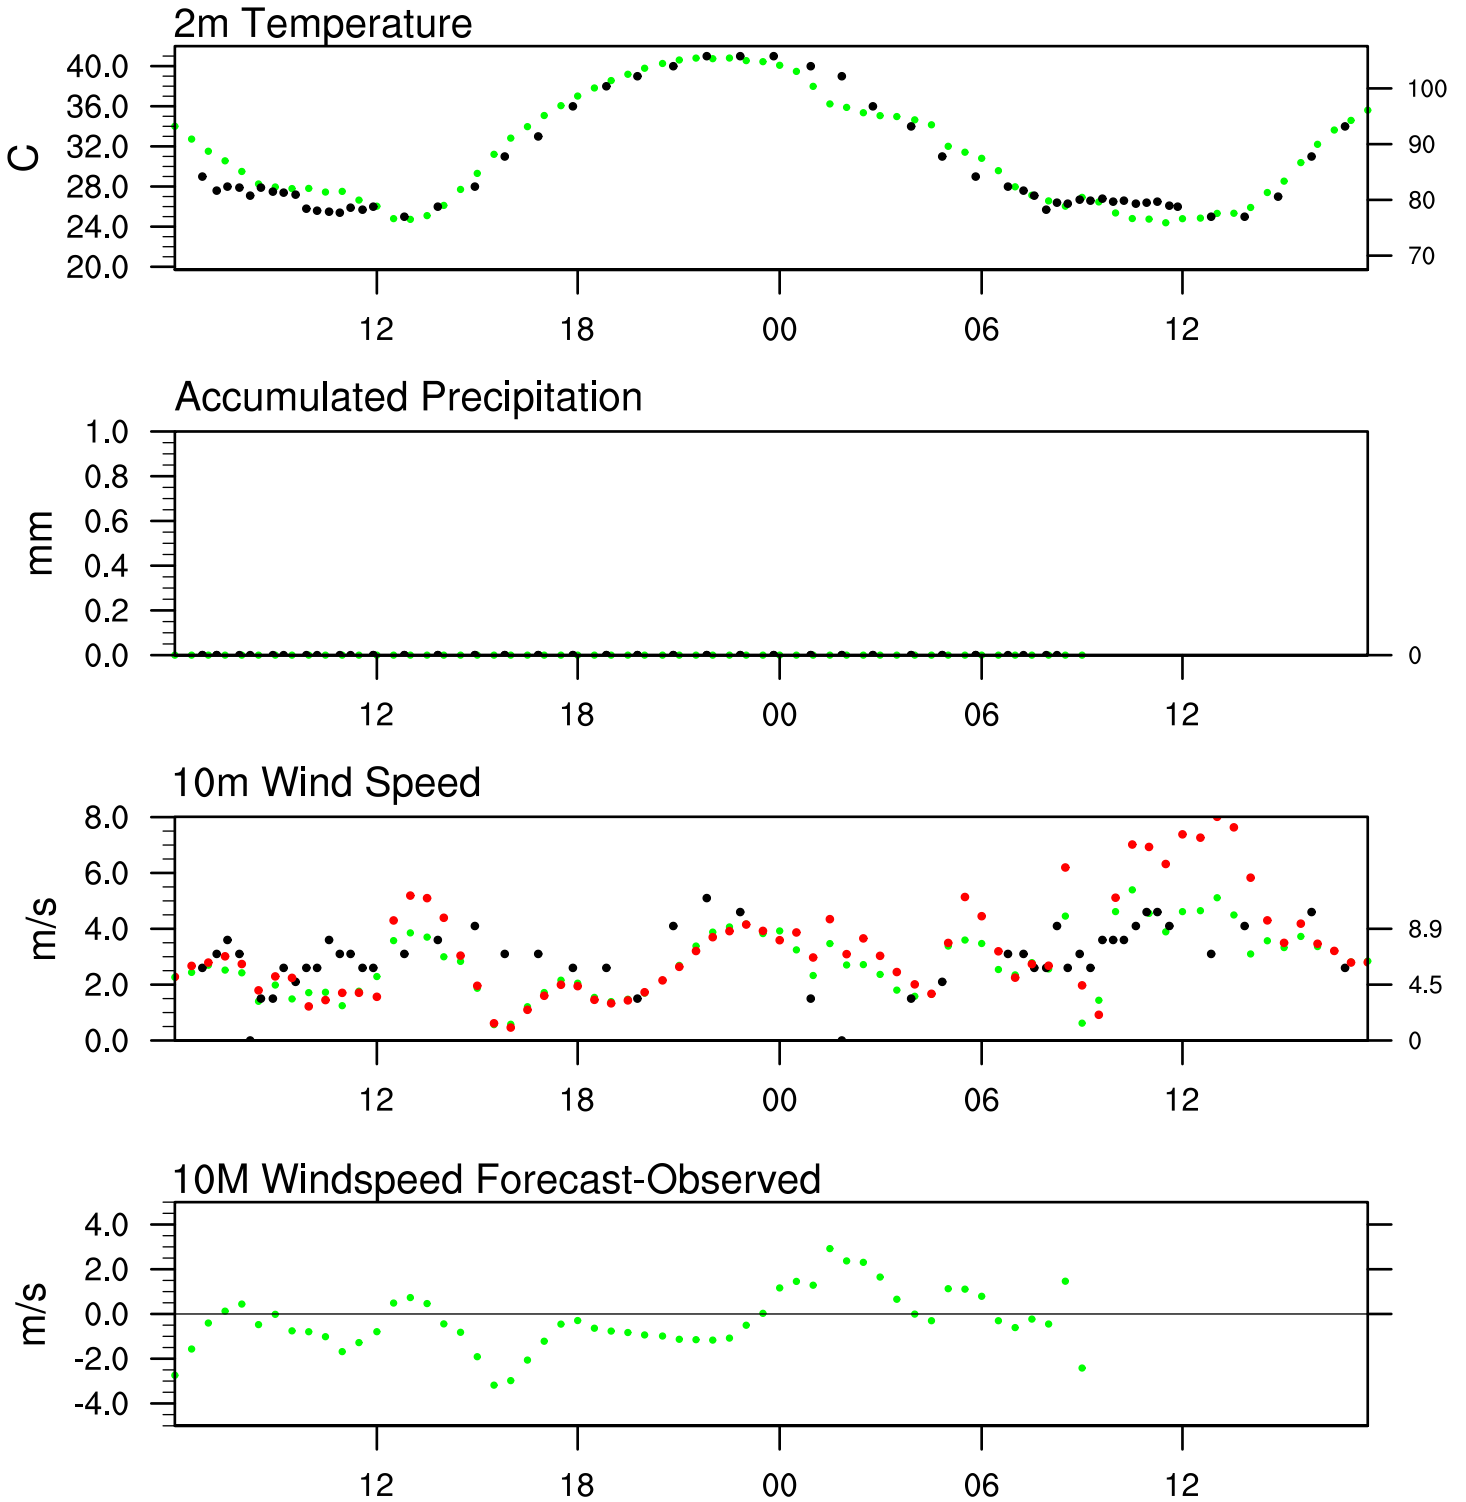 2m Temperature
C
40.0
36.0
32.0
28.0
24.0
20.0
100
90
80
70
12 18 00 06 12
Accumulated Precipitation
mm
1.0
0.8
0.6
0.4
0.2
0.0
0
12 18 00 06 12
10m Wind Speed
m/s
8.0
6.0
4.0
2.0
0.0
8.9
4.5
0
12 18 00 06 12
10M Windspeed Forecast-Observed
m/s
4.0
2.0
0.0
-2.0
-4.0
12 18 00 06 12